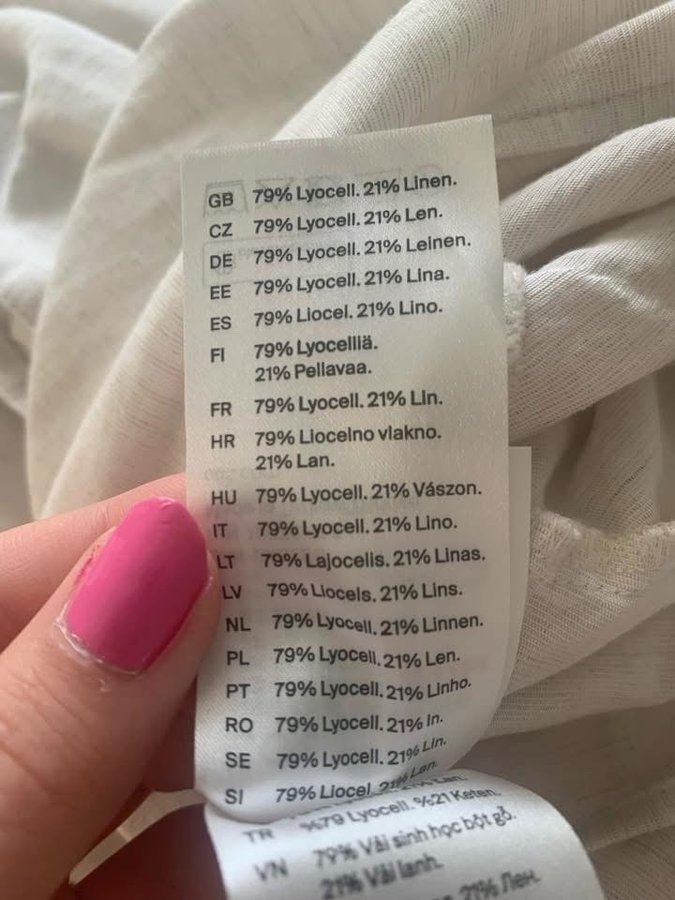 GB 79% Lyocell. 21% Linen.
CZ 79% Lyocell. 21% Len.
DE 79% Lyocell. 21% Leinen.
EE 79% Lyocell. 21% Lina.
ES 79% Liocel. 21% Lino.
FI 79% Lyocelliä.
21% Pellavaa.
FR 79% Lyocell. 21% Lin.
HR 79% Liocelno vlakno.
21% Lan.
HU 79% Lyocell. 21% Vászon.
IT 79% Lyocell. 21% Lino.
LT 79% Lajocelis. 21% Linas.
LV 79% Liocels. 21% Lins.
NL 79% Lyocell. 21% Linnen.
PL 79% Lyocell. 21% Len.
PT 79% Lyocell. 21% Linho.
RO 79% Lyocell. 21% In.
SE 79% Lyocell. 21% Lin.
SI 79% Liocel. 21% Lan.
TR %79 Lyocell. %21 Keten.
VN 79% Vải sinh học bột gỗ.
21% Vải lanh.
21% Лен.